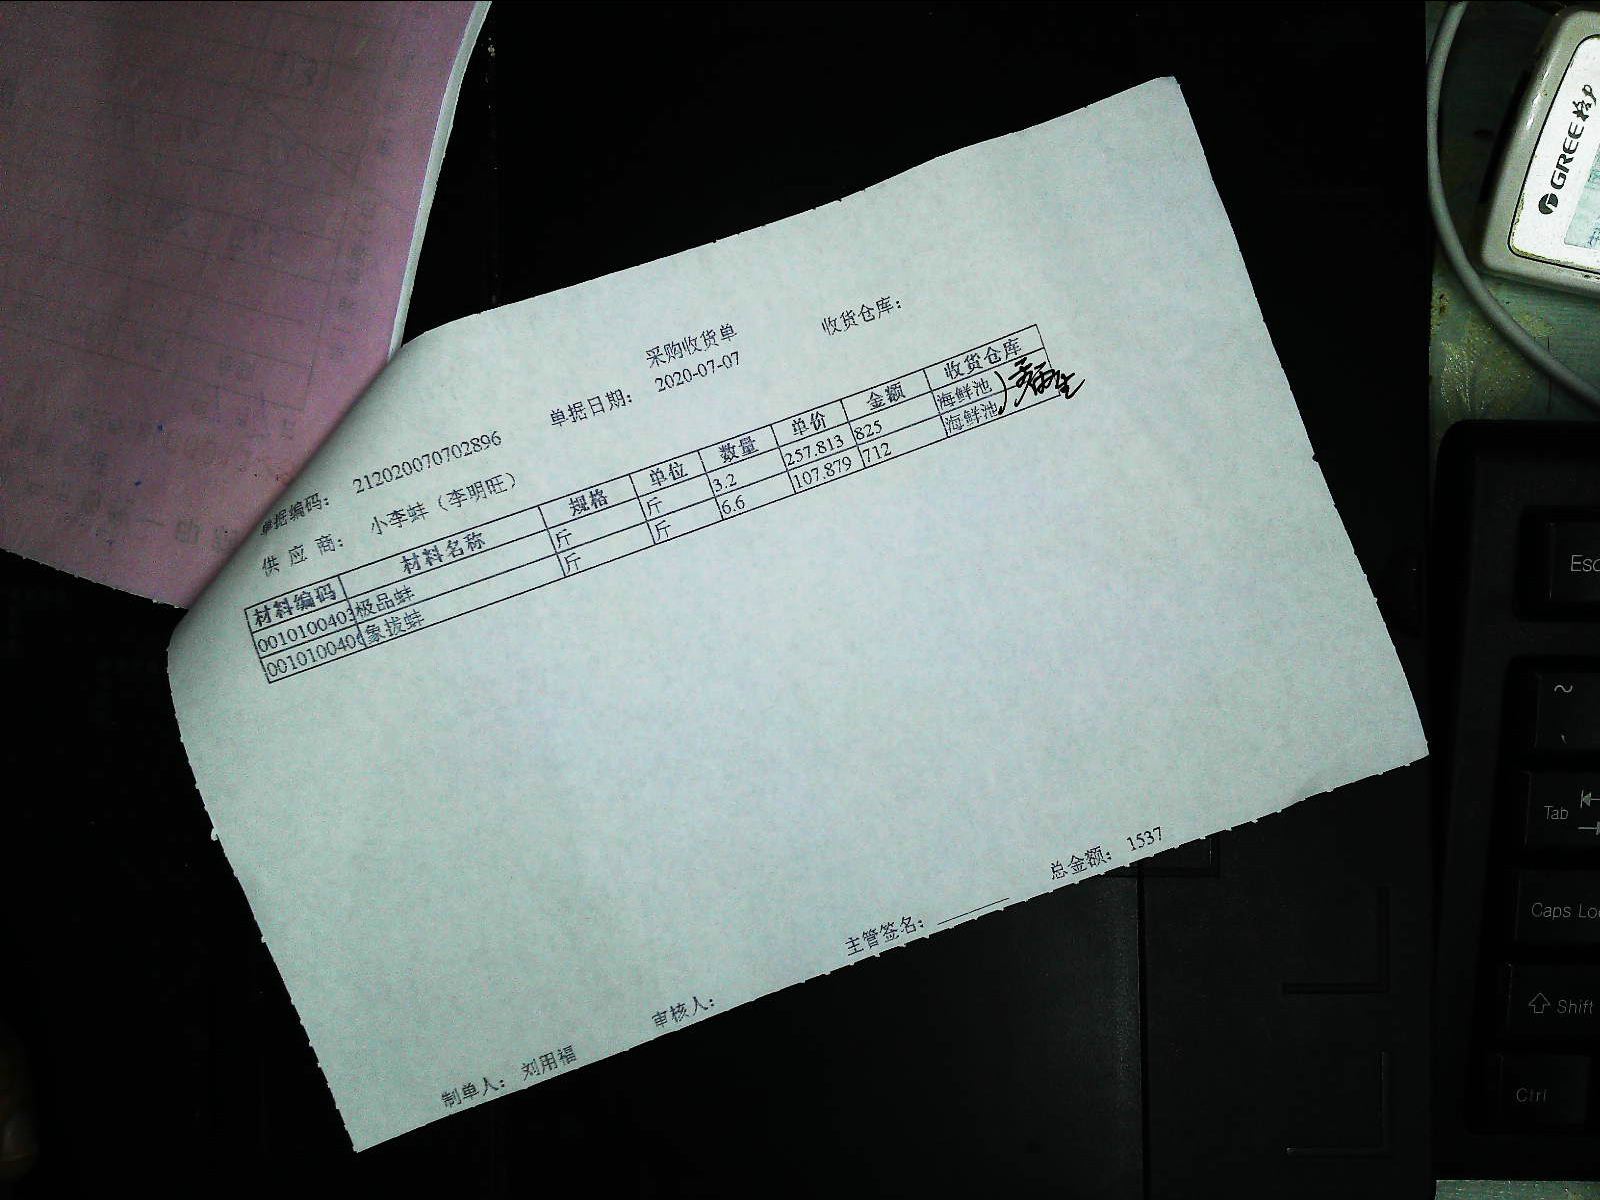 采购收货单
收货仓库：
单据编码： 212020070702896 单据日期： 2020-07-07
供 应 商： 小李蚌（李明旺）
材料编码 材料名称 规格 单位 数量 单价 金额 收货仓库
0010100403 极品蚌 斤 斤 3.2 257.813 825 海鲜池
001010040 象拔蚌 斤 斤 6.6 107.879 712 海鲜池
总金额： 1537
主管签名：
审核人：
制单人： 刘用福
GREE 格力
Esc
~
Tab
Caps Loc
Shift
Ctrl